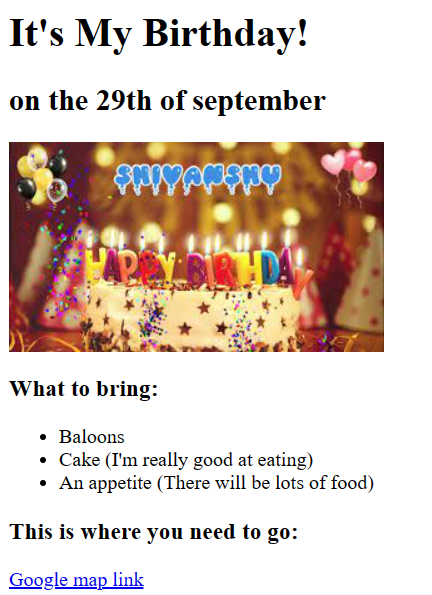 It's My Birthday!
on the 29th of september
SHIVANSHU
HAPPY BIRTHDAY
What to bring:
Baloons
Cake (I'm really good at eating)
An appetite (There will be lots of food)
This is where you need to go:
Google map link